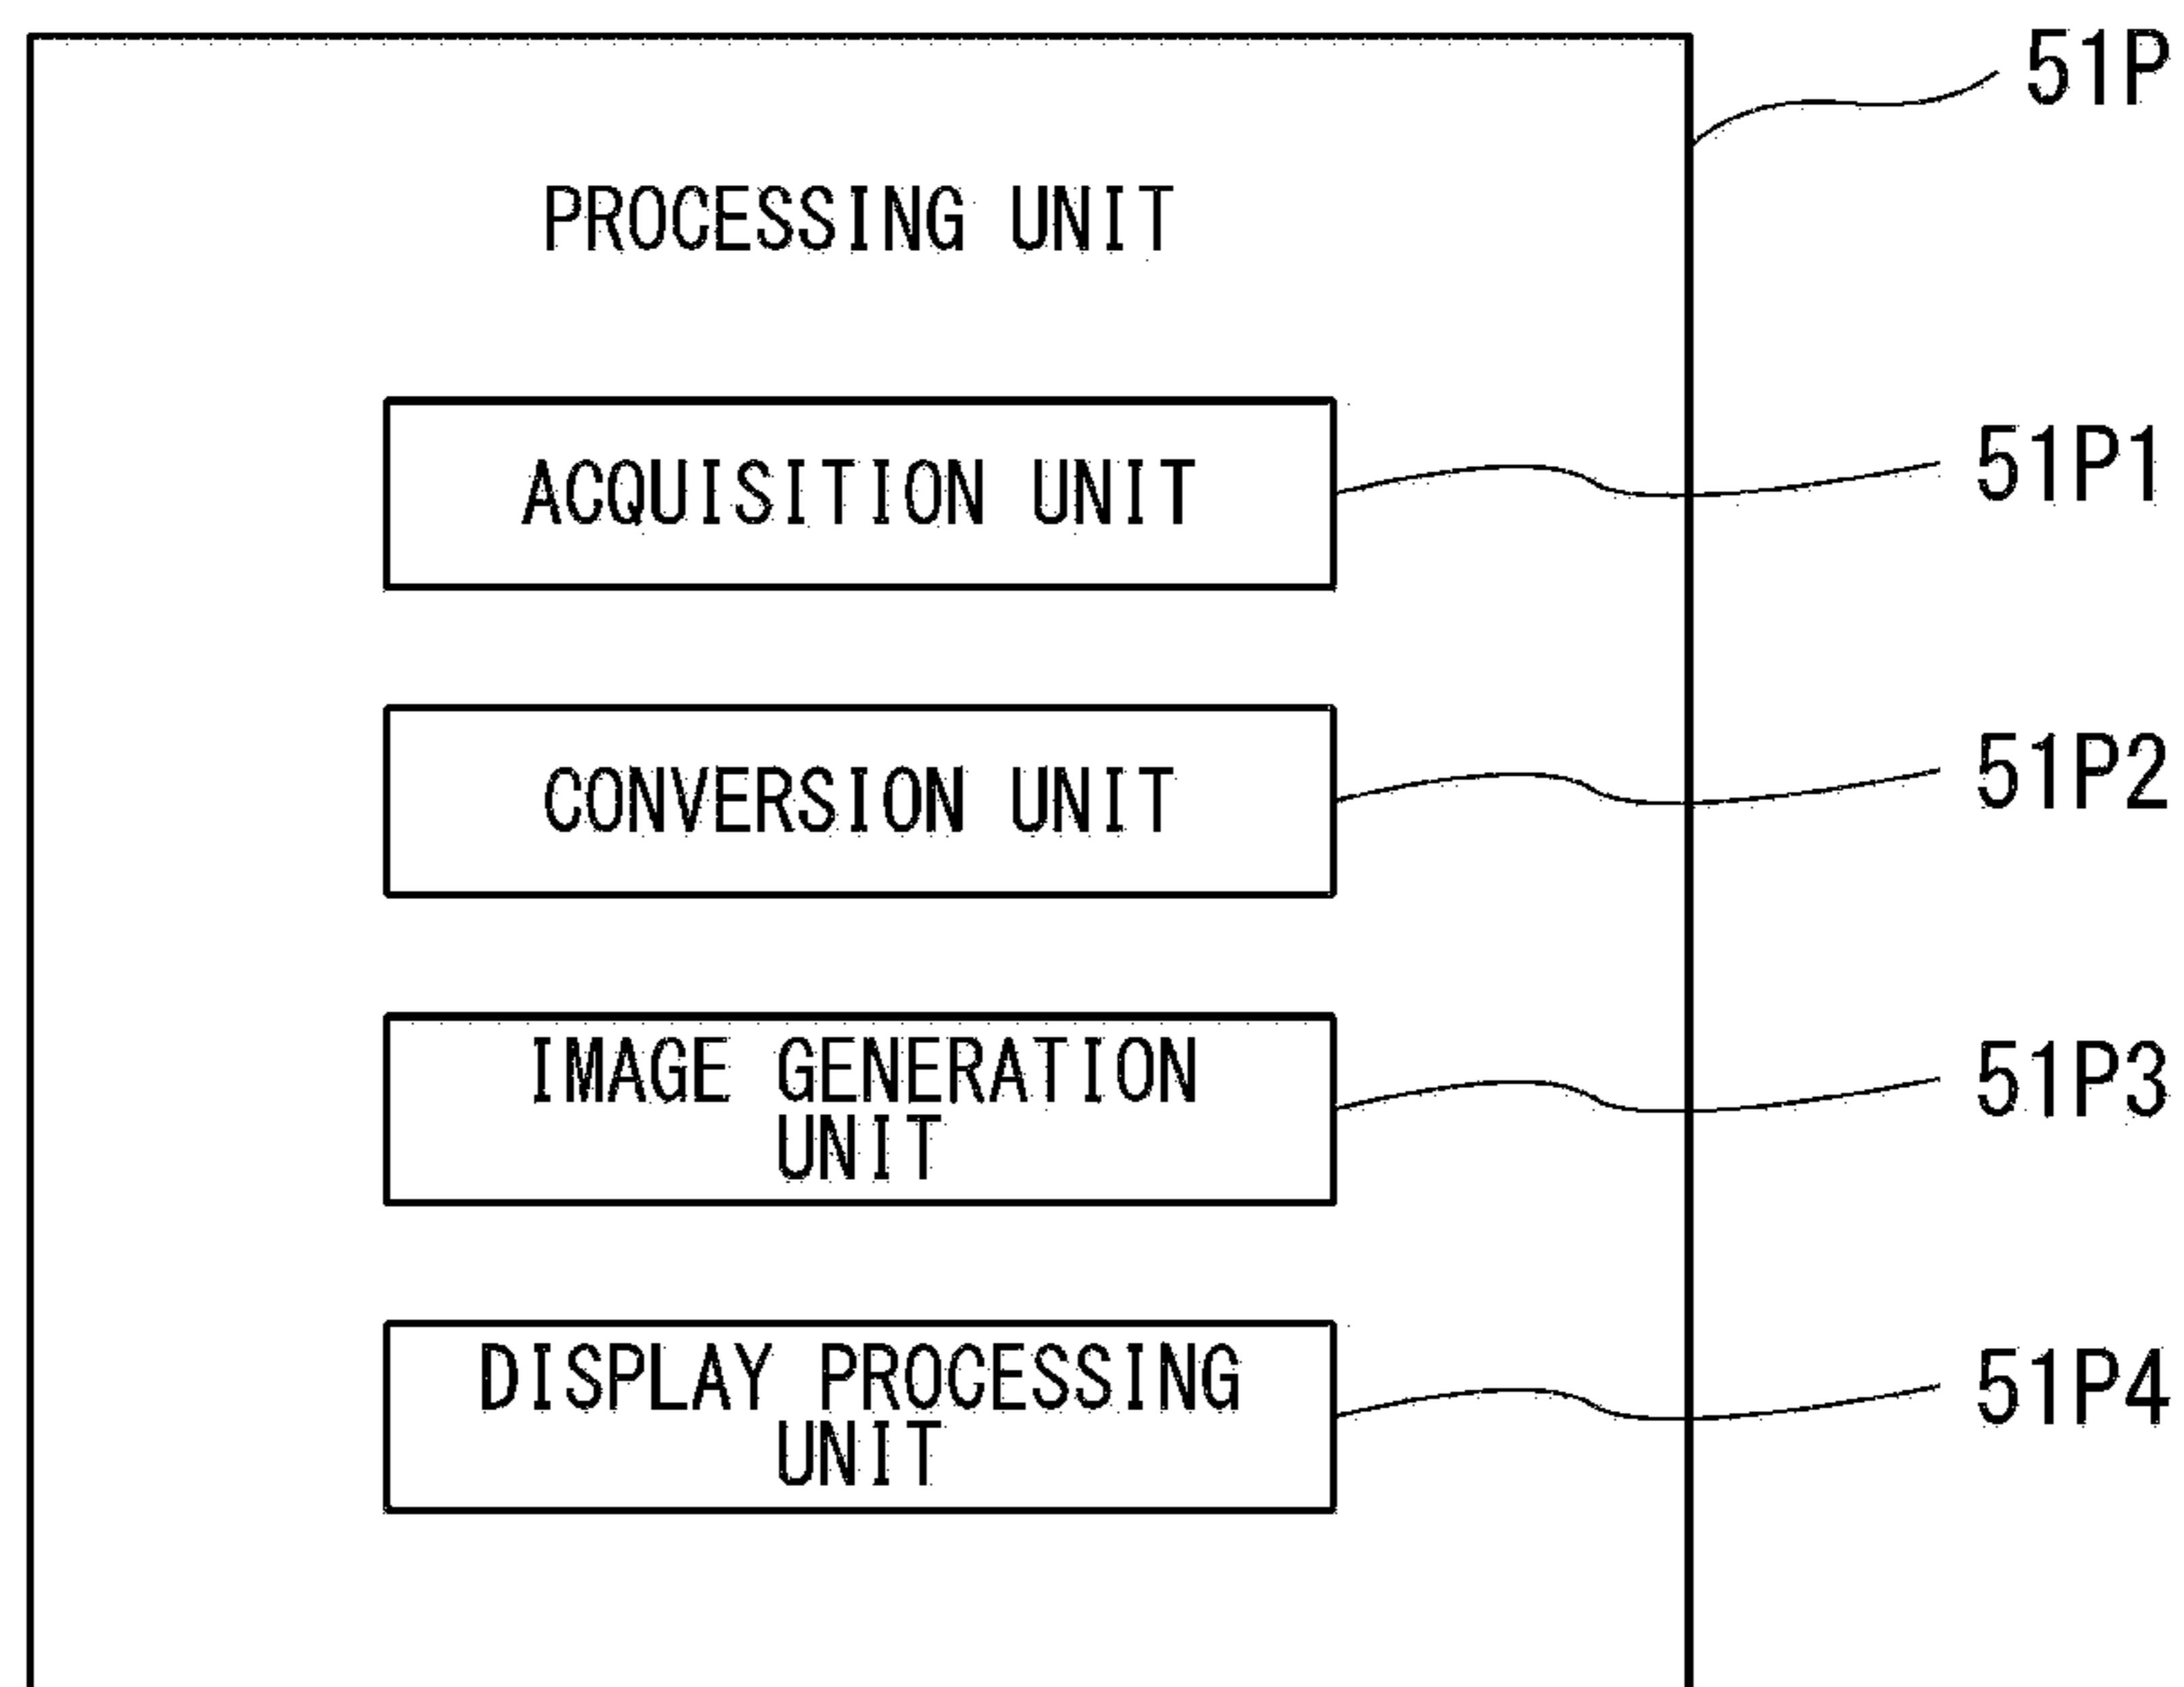 51P
PROCESSING UNIT
ACQUISITION UNIT
51P1
CONVERSION UNIT
51P2
IMAGE GENERATION
UNIT
51P3
DISPLAY PROCESSING
UNIT
51P4